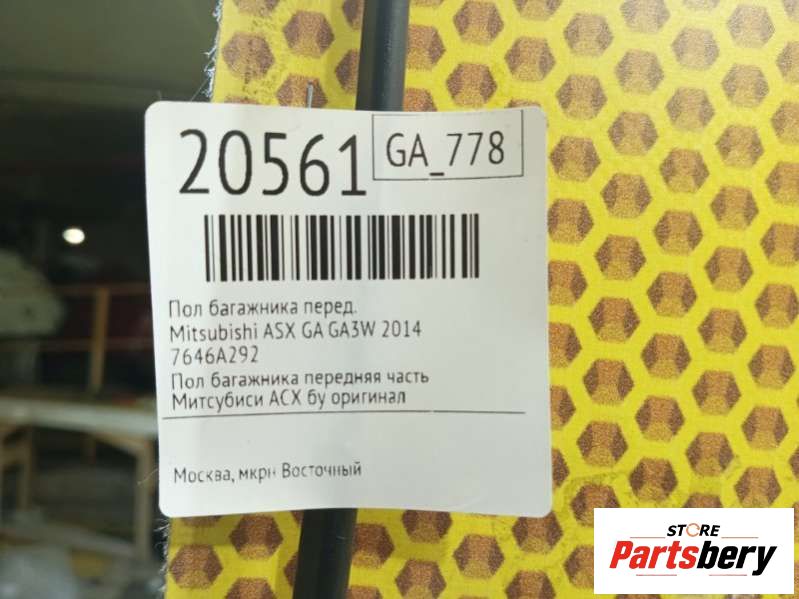 20561
GA_778
Пол багажника перед.
Mitsubishi ASX GA GA3W 2014
7646A292
Пол багажника передняя часть
Митсубиси АСХ бу оригинал
Москва, мкрн Восточный
STORE
Partsbery